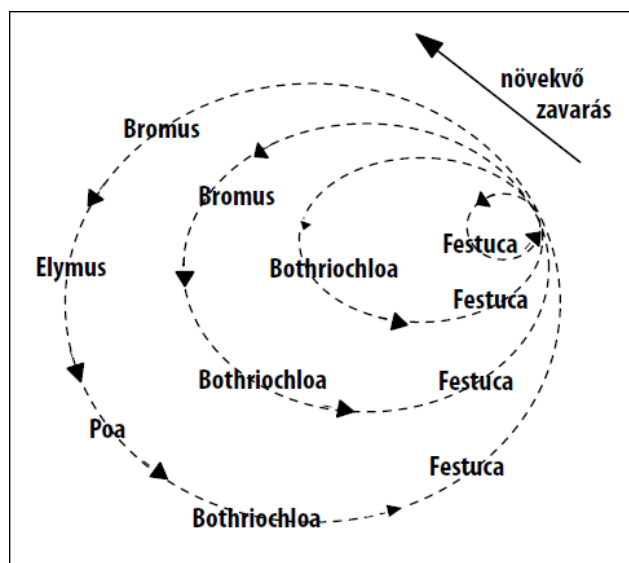 növekvő
zavarás
Bromus
Bromus
Festuca
Elymus
Bothriochloa
Festuca
Bothriochloa
Festuca
Poa
Festuca
Bothriochloa